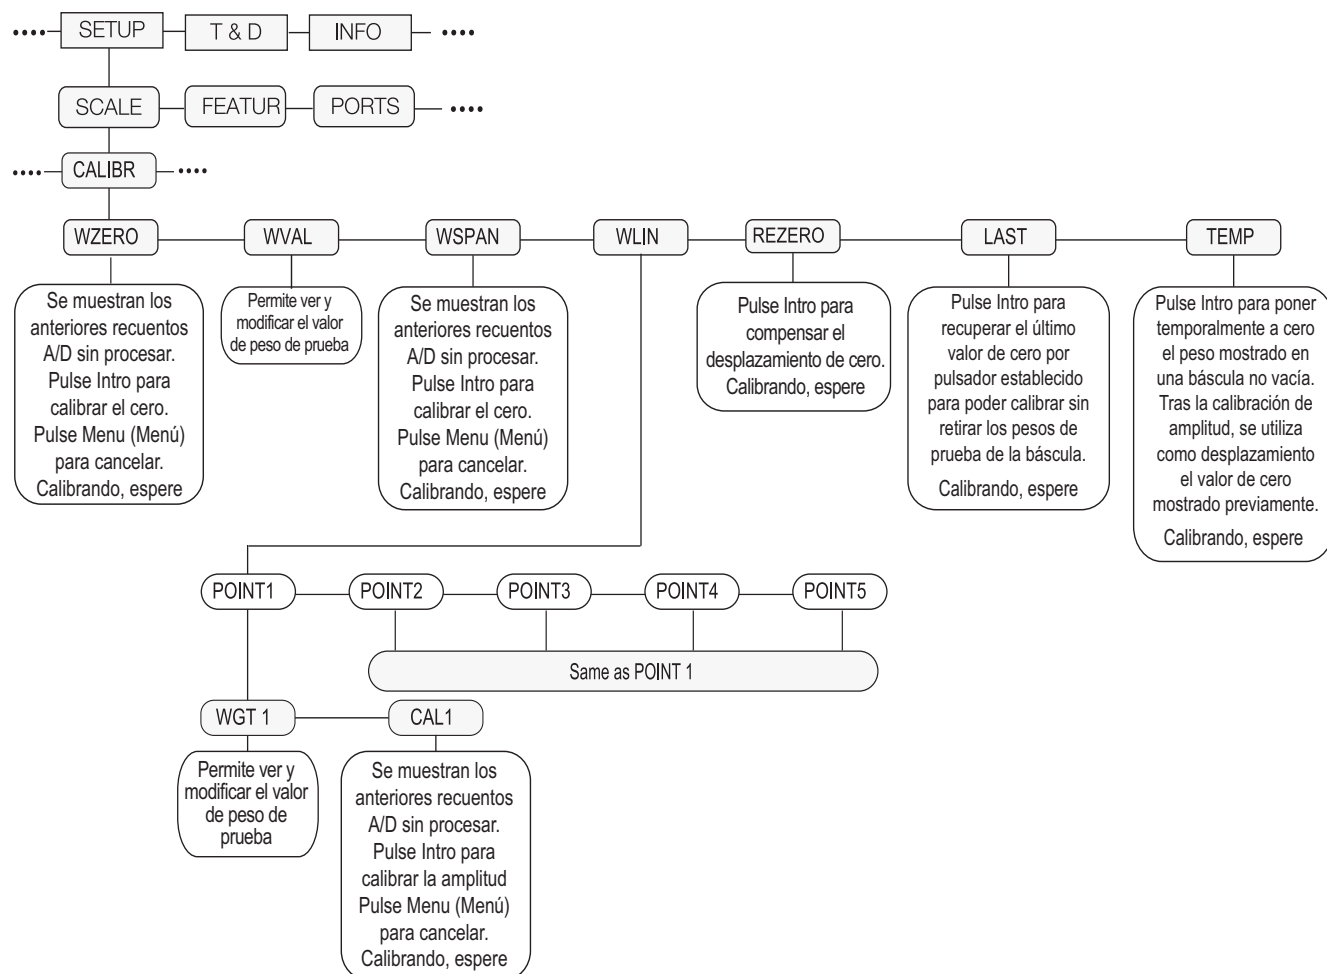 •••• SETUP T & D INFO ••••
SCALE FEATUR PORTS ••••
•••• CALIBR ••••
WZERO WVAL WSPAN WLIN REZERO LAST TEMP
Se muestran los
anteriores recuentos
A/D sin procesar.
Pulse Intro para
calibrar el cero.
Pulse Menu (Menú)
para cancelar.
Calibrando, espere
Permite ver y
modificar el valor
de peso de prueba
Se muestran los
anteriores recuentos
A/D sin procesar.
Pulse Intro para
calibrar el cero.
Pulse Menu (Menú)
para cancelar.
Calibrando, espere
Pulse Intro para
compensar el
desplazamiento de cero.
Calibrando, espere
Pulse Intro para
recuperar el último
valor de cero por
pulsador establecido
para poder calibrar sin
retirar los pesos de
prueba de la báscula.
Calibrando, espere
Pulse Intro para poner
temporalmente a cero
el peso mostrado en
una báscula no vacía.
Tras la calibración de
amplitud, se utiliza
como desplazamiento
el valor de cero
mostrado previamente.
Calibrando, espere
POINT1 POINT2 POINT3 POINT4 POINT5
Same as POINT 1
WGT 1 CAL1
Permite ver y
modificar el valor
de peso de
prueba
Se muestran los
anteriores recuentos
A/D sin procesar.
Pulse Intro para
calibrar la amplitud
Pulse Menu (Menú)
para cancelar.
Calibrando, espere